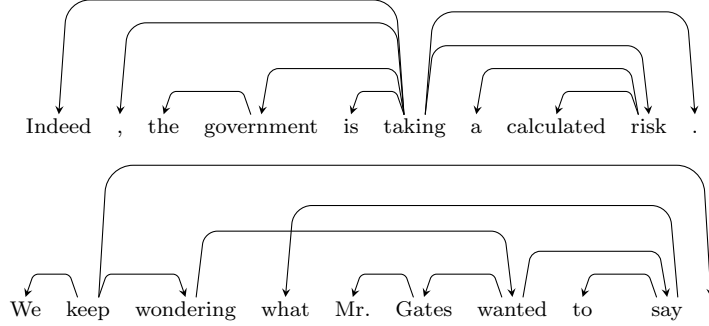 Indeed , the government is taking a calculated risk .
We keep wondering what Mr. Gates wanted to say